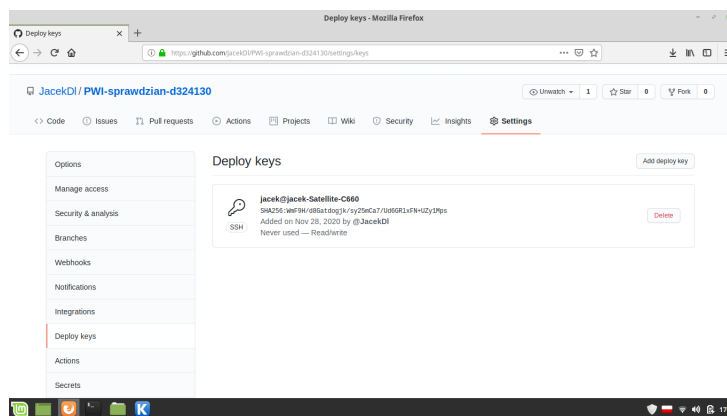 Deploy keys - Mozilla Firefox
Deploy keys
https://github.com/JacekDl/PWI-sprawdzian-d324130/settings/keys
JacekDl / PWI-sprawdzian-d324130
Unwatch 1 Star 0 Fork 0
Code Issues Pull requests Actions Projects Wiki Security Insights Settings
Options
Manage access
Security & analysis
Branches
Webhooks
Notifications
Integrations
Deploy keys
Actions
Secrets
Deploy keys
Add deploy key
jacek@jacek-Satellite-C660
SSH
Added on Nov 28, 2020 by @JacekDl
Never used — Read/write
Delete